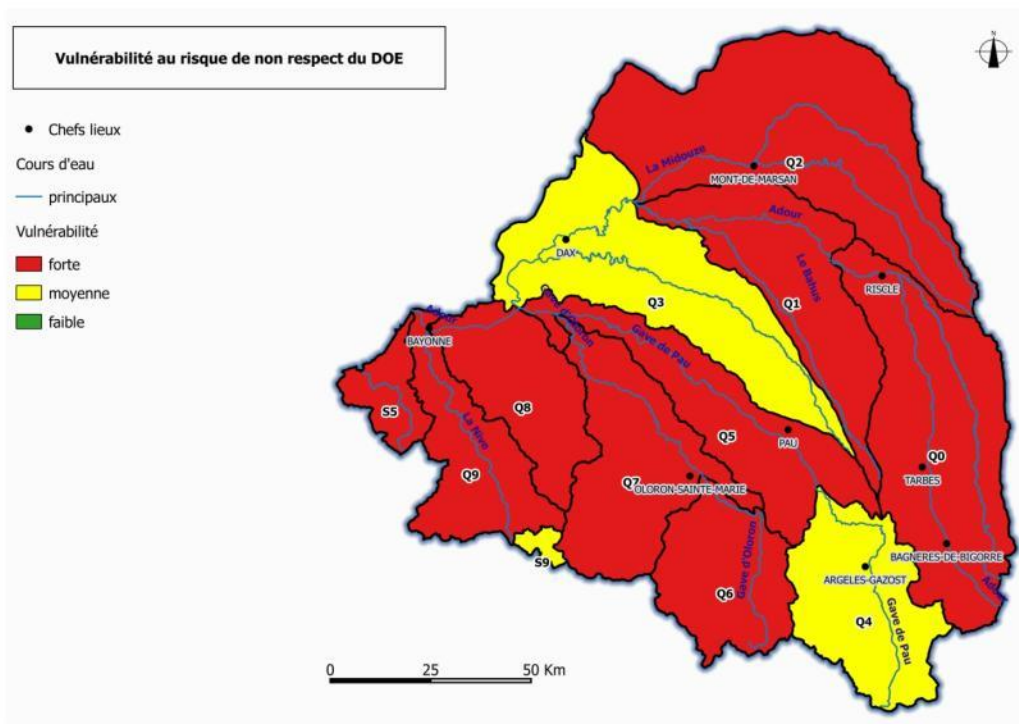 Vulnérabilité au risque de non respect du DOE
N
Chefs lieux
Cours d'eau
principaux
Vulnérabilité
forte
moyenne
faible
La Midouze
Q2
MONT-DE-MARSAN
Adour
DAX
Le Bahus
RISCLE
Q3
Q1
Gave d'Oloron
Gave de Pau
Adour
BAYONNE
S5
Q8
La Nive
Q5
PAU
Q9
Q7
OLORON-SAINTE-MARIE
Q0
TARBES
S9
Gave d'Oloron
BAGNERES-DE-BIGORRE
ARGELES-GAZOST
Adour
Q6
Q4
Gave de Pau
0 25 50 Km